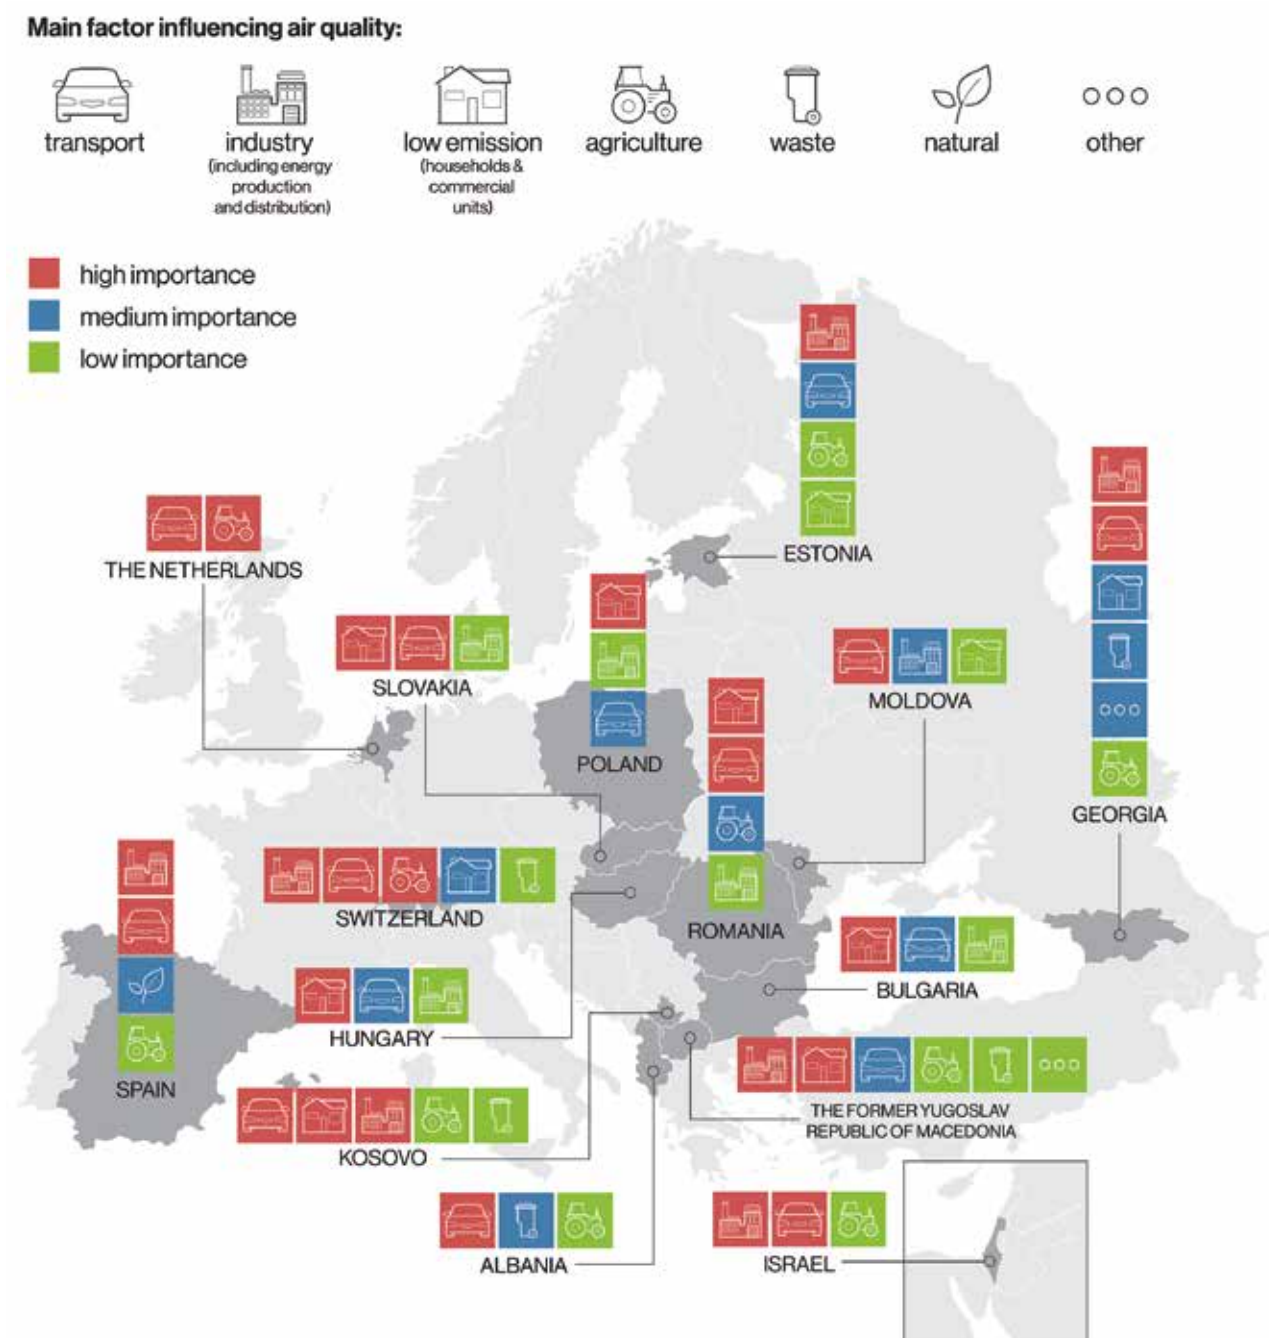 Main factor influencing air quality:
transport
industry
(including energy
production
and distribution)
low emission
(households &
commercial
units)
agriculture
waste
natural
other
high importance
medium importance
low importance
ESTONIA
THE NETHERLANDS
SLOVAKIA
MOLDOVA
POLAND
GEORGIA
SWITZERLAND
ROMANIA
BULGARIA
HUNGARY
SPAIN
THE FORMER YUGOSLAV
REPUBLIC OF MACEDONIA
KOSOVO
ALBANIA
ISRAEL